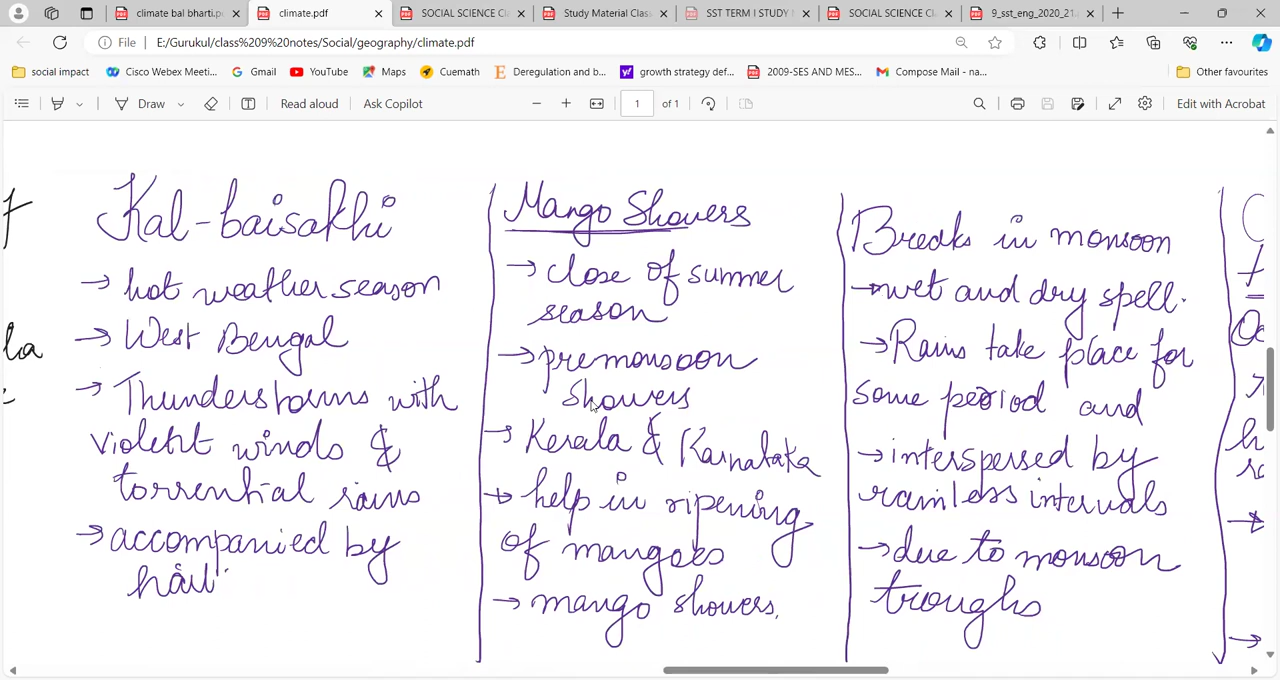 climate bal bharti.p
climate.pdf
SOCIAL SCIENCE Cl
Study Material Clas
SST TERM I STUDY M
SOCIAL SCIENCE Cl
9_sst_eng_2020_21.
File
E:/Gurukul/class%209%20notes/Social/geography/climate.pdf
social impact
Cisco Webex Meeti...
Gmail
YouTube
Maps
Cuemath
Deregulation and b...
growth strategy def...
2009-SES AND MES...
Compose Mail - na...
Other favourites
Draw
Read aloud
Ask Copilot
1
of 1
Edit with Acrobat
Kal-baisakhi
→ hot weather season
→ West Bengal
→ Thunderstorms with
violent winds &
torrential rains
→ accompanied by
hail
Mango Showers
→ close of summer
season
→ premonsoon
showers
→ Kerala & Karnataka
→ help in ripening
of mangoes
→ mango showers.
Breaks in monsoon
→ wet and dry spell.
→ Rains take place for
some period and
→ interspersed by
rainless intervals
→ due to monsoon
troughs